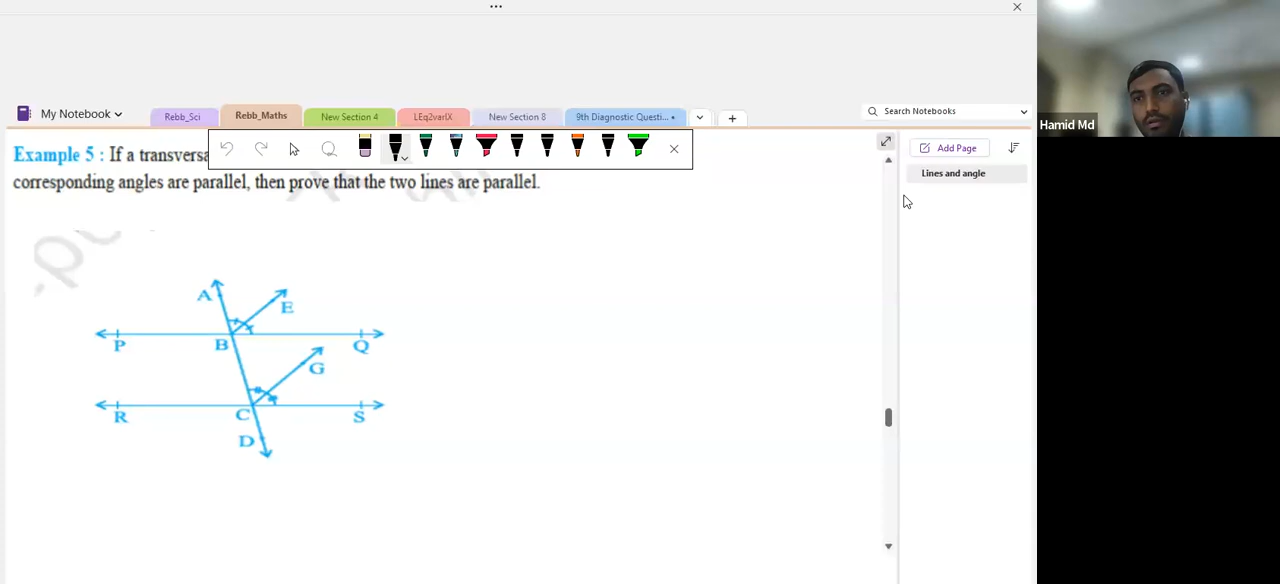 My Notebook
Rebb_Sci
Rebb_Maths
New Section 4
LEq2varIX
New Section 8
9th Diagnostic Questi...
Search Notebooks
Hamid Md
Example 5 : If a transversa
Add Page
corresponding angles are parallel, then prove that the two lines are parallel.
Lines and angle
A
E
P
B
Q
G
R
C
S
D